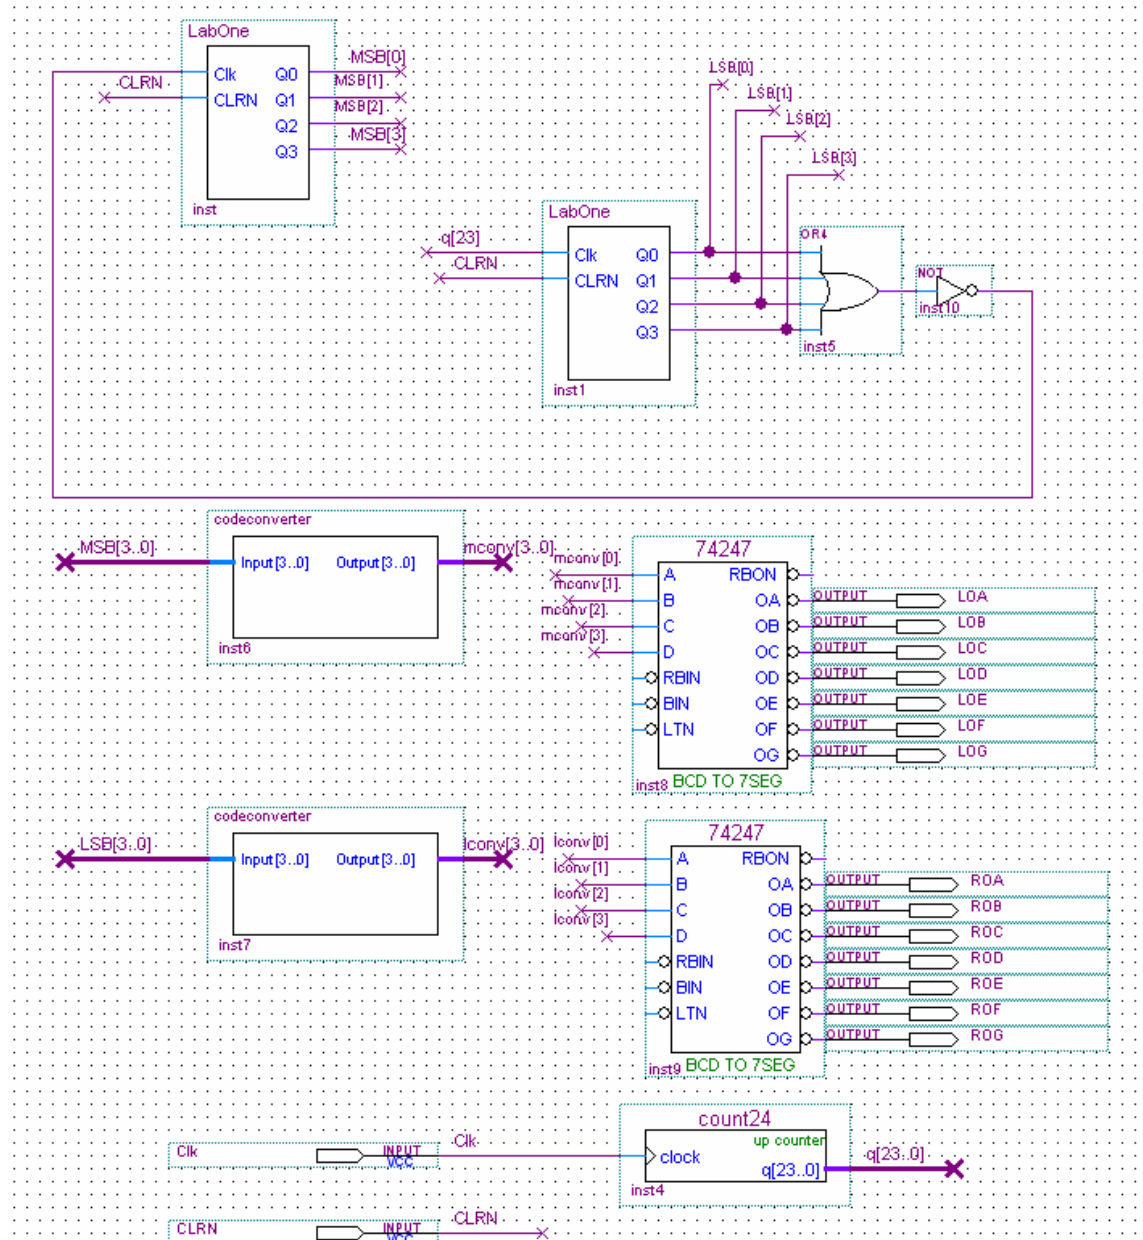 LabOne
Clk Q0 MSB[0]
CLRN CLRN Q1 MSB[1]
Q2 MSB[2]
Q3 MSB[3]
inst
LSB[0]
LSB[1]
LSB[2]
LSB[3]
LabOne
q[23] Clk Q0
CLRN CLRN Q1
Q2
Q3
inst1
OR4
inst5
NOT
inst10
codeconverter
MSB[3..0] Input[3..0] Output[3..0] mconv[3..0]
inst6
74247
mconv[0] A RBON
mconv[1] B OA OUTPUT LOA
mconv[2] C OB OUTPUT LOB
mconv[3] D OC OUTPUT LOC
RBIN OD OUTPUT LOD
BIN OE OUTPUT LOE
LTN OF OUTPUT LOF
OG OUTPUT LOG
inst8 BCD TO 7SEG
codeconverter
LSB[3..0] Input[3..0] Output[3..0] lconv[3..0]
inst7
74247
lconv[0] A RBON
lconv[1] B OA OUTPUT ROA
lconv[2] C OB OUTPUT ROB
lconv[3] D OC OUTPUT ROC
RBIN OD OUTPUT ROD
BIN OE OUTPUT ROE
LTN OF OUTPUT ROF
OG OUTPUT ROG
inst9 BCD TO 7SEG
count24
up counter
Clk INPUT VCC Clk clock
q[23..0] q[23..0]
inst4
CLRN INPUT VCC CLRN